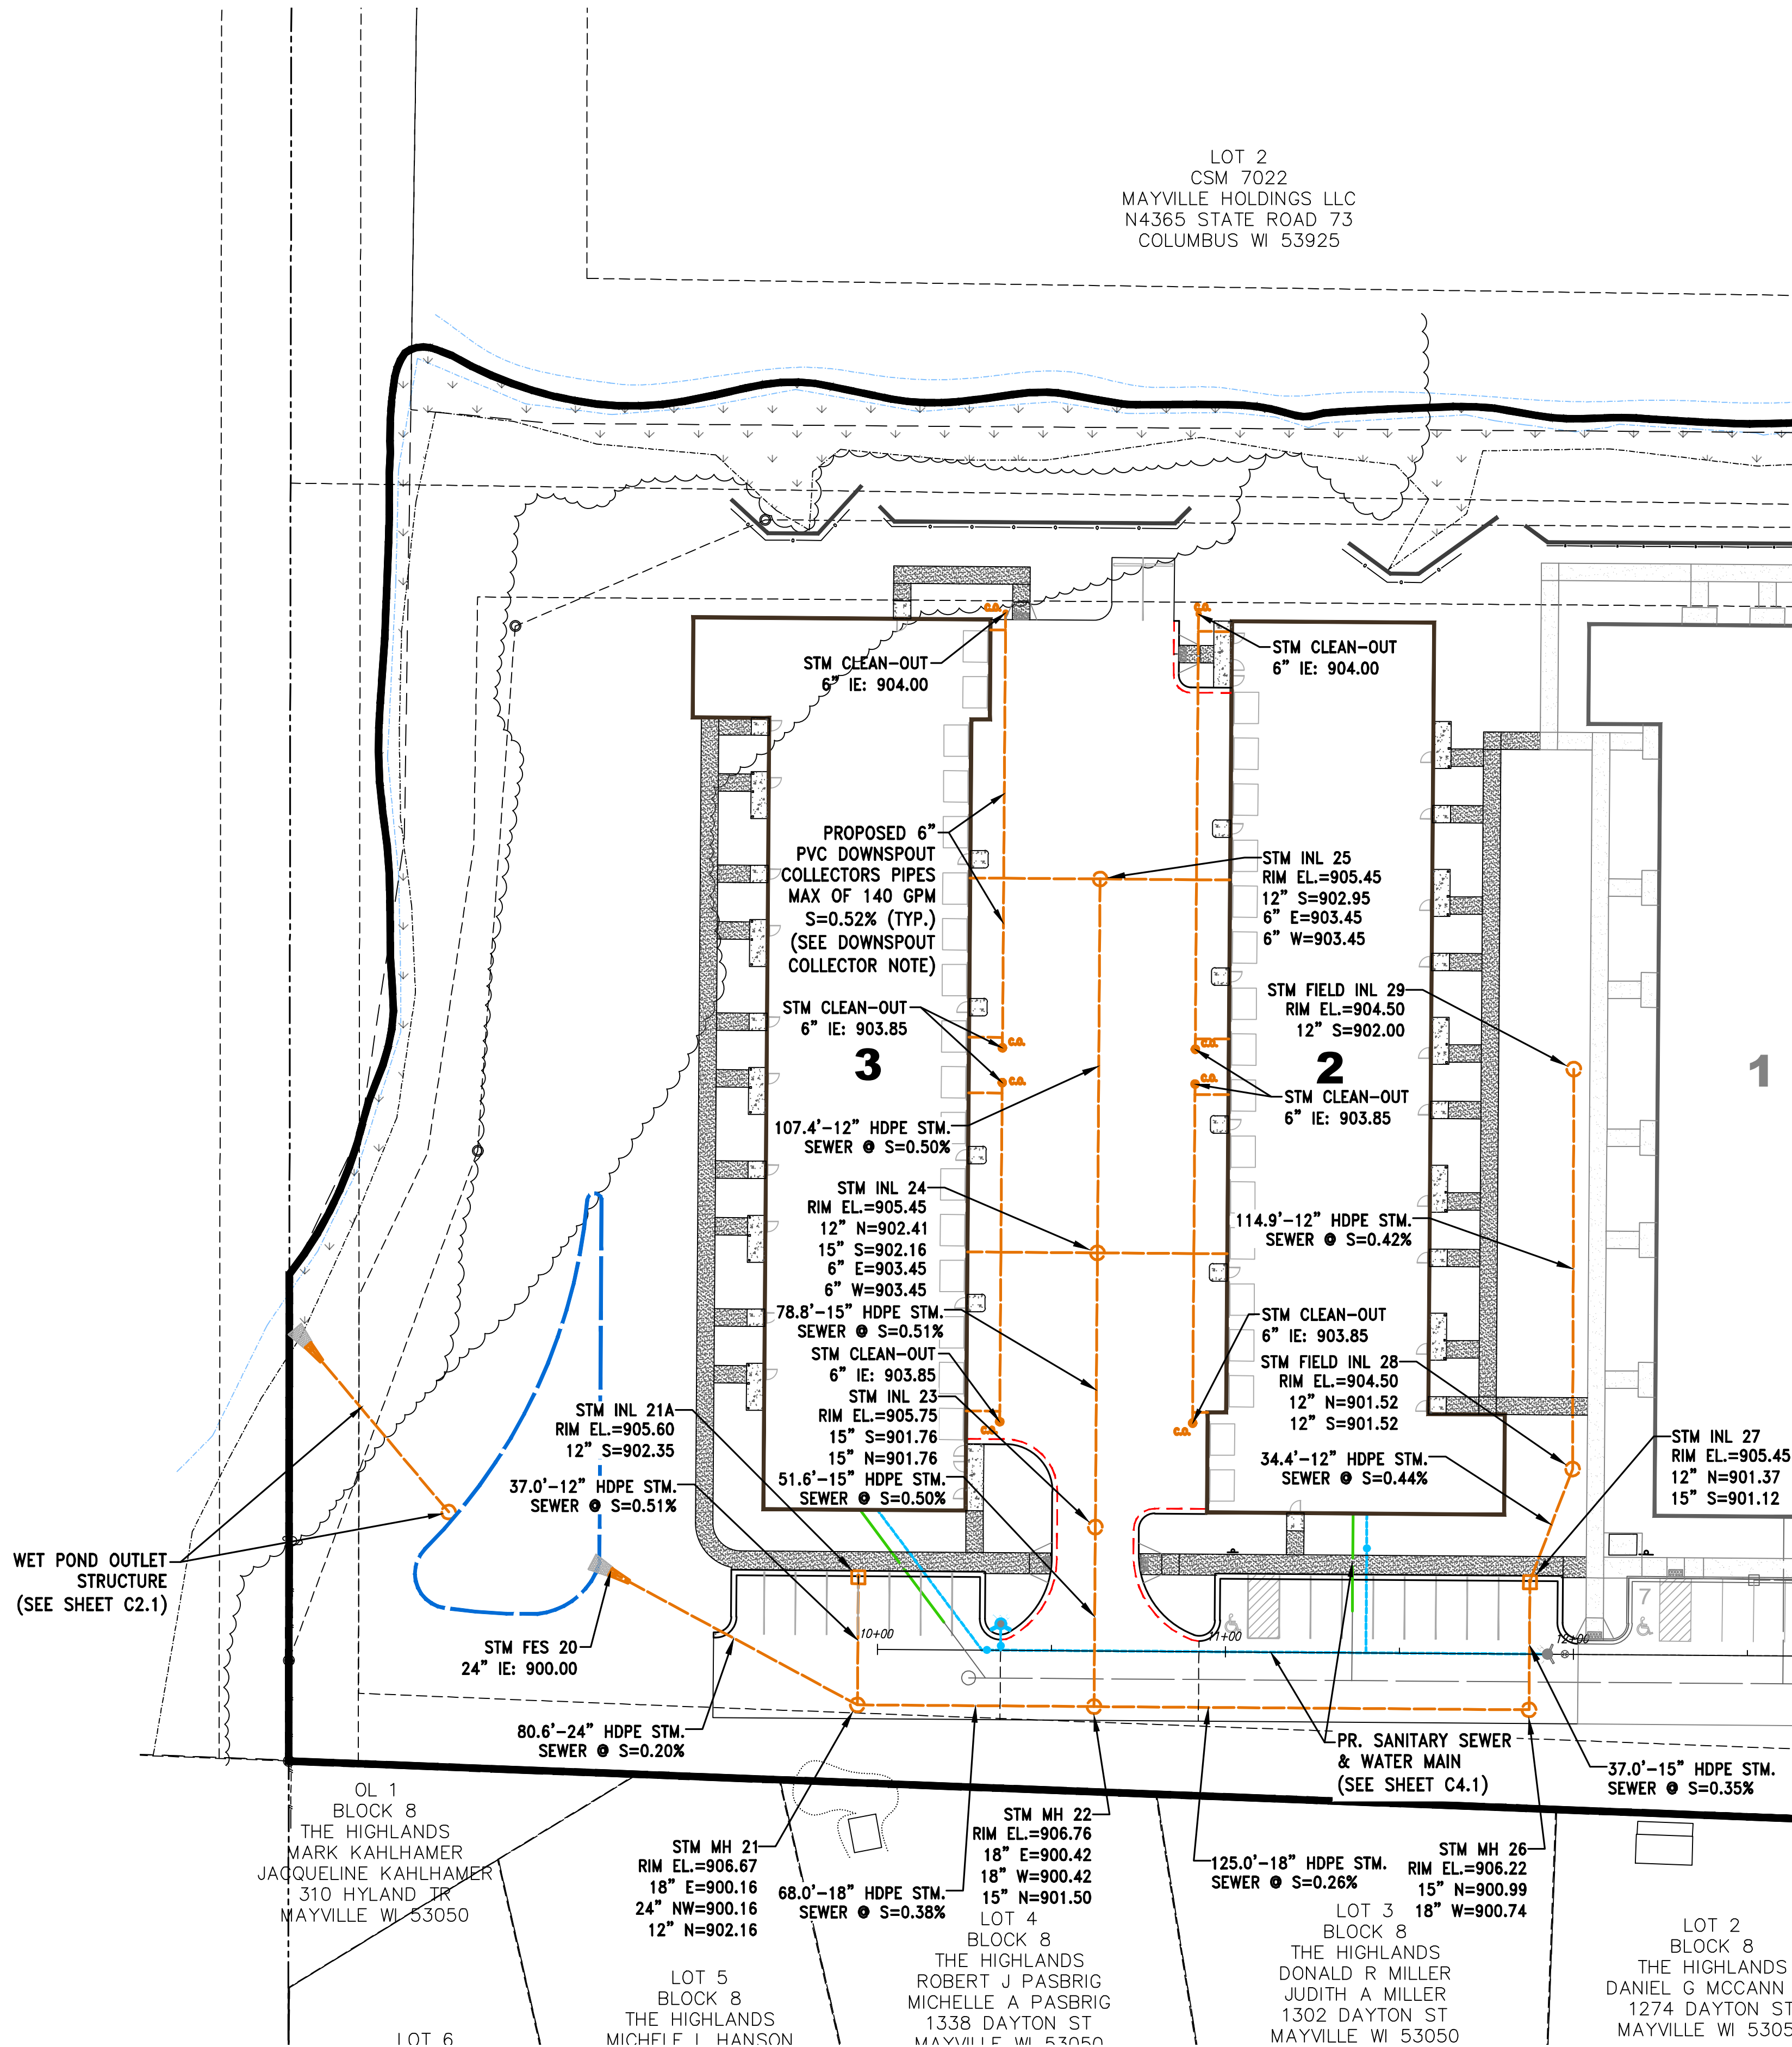 LOT 2
CSM 7022
MAYVILLE HOLDINGS LLC
N4365 STATE ROAD 73
COLUMBUS WI 53925
C.O.
C.O.
STM CLEAN-OUT
6" IE: 904.00
STM CLEAN-OUT
6" IE: 904.00
PROPOSED 6"
PVC DOWNSPOUT
COLLECTORS PIPES
MAX OF 140 GPM
S=0.52% (TYP.)
(SEE DOWNSPOUT
COLLECTOR NOTE)
STM INL 25
RIM EL.=905.45
12" S=902.95
6" E=903.45
6" W=903.45
STM FIELD INL 29
RIM EL.=904.50
12" S=902.00
STM CLEAN-OUT
6" IE: 903.85
C.O.
C.O.
3
2
1
C.O.
C.O.
STM CLEAN-OUT
6" IE: 903.85
107.4'-12" HDPE STM.
SEWER @ S=0.50%
STM INL 24
RIM EL.=905.45
12" N=902.41
15" S=902.16
6" E=903.45
6" W=903.45
114.9'-12" HDPE STM.
SEWER @ S=0.42%
78.8'-15" HDPE STM.
SEWER @ S=0.51%
STM CLEAN-OUT
6" IE: 903.85
STM CLEAN-OUT
6" IE: 903.85
STM INL 23
RIM EL.=905.75
15" S=901.76
15" N=901.76
51.6'-15" HDPE STM.
SEWER @ S=0.50%
C.O.
C.O.
STM FIELD INL 28
RIM EL.=904.50
12" N=901.52
12" S=901.52
34.4'-12" HDPE STM.
SEWER @ S=0.44%
STM INL 27
RIM EL.=905.45
12" N=901.37
15" S=901.12
STM INL 21A
RIM EL.=905.60
12" S=902.35
37.0'-12" HDPE STM.
SEWER @ S=0.51%
WET POND OUTLET
STRUCTURE
(SEE SHEET C2.1)
7
10+00
11+00
12+00
STM FES 20
24" IE: 900.00
80.6'-24" HDPE STM.
SEWER @ S=0.20%
PR. SANITARY SEWER
& WATER MAIN
(SEE SHEET C4.1)
37.0'-15" HDPE STM.
SEWER @ S=0.35%
STM MH 21
RIM EL.=906.67
18" E=900.16
24" NW=900.16
12" N=902.16
68.0'-18" HDPE STM.
SEWER @ S=0.38%
STM MH 22
RIM EL.=906.76
18" E=900.42
18" W=900.42
15" N=901.50
125.0'-18" HDPE STM.
SEWER @ S=0.26%
STM MH 26
RIM EL.=906.22
15" N=900.99
18" W=900.74
OL 1
BLOCK 8
THE HIGHLANDS
MARK KAHLHAMER
JACQUELINE KAHLHAMER
310 HYLAND TR
MAYVILLE WI 53050
LOT 6
LOT 5
BLOCK 8
THE HIGHLANDS
MICHELE L HANSON
LOT 4
BLOCK 8
THE HIGHLANDS
ROBERT J PASBRIG
MICHELLE A PASBRIG
1338 DAYTON ST
MAYVILLE WI 53050
LOT 3
BLOCK 8
THE HIGHLANDS
DONALD R MILLER
JUDITH A MILLER
1302 DAYTON ST
MAYVILLE WI 53050
LOT 2
BLOCK 8
THE HIGHLANDS
DANIEL G MCCANN
1274 DAYTON ST
MAYVILLE WI